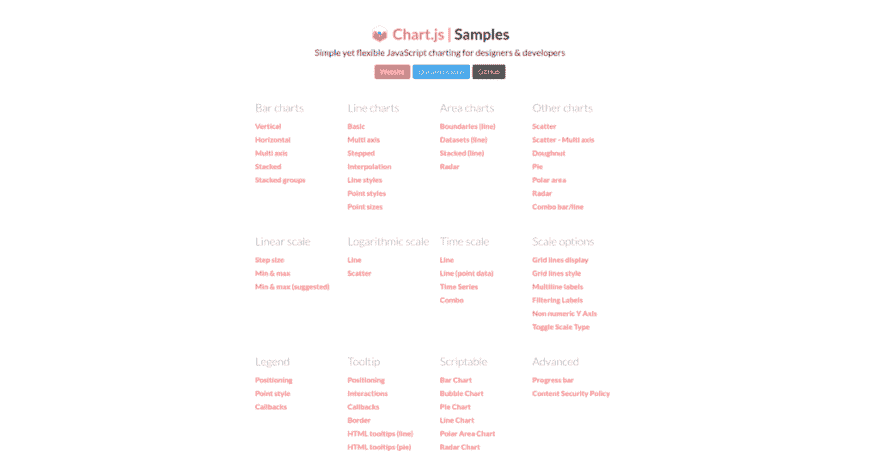 Chart.js | Samples
Simple yet flexible JavaScript charting for designers & developers
Website Documentation GitHub
Bar charts
Vertical
Horizontal
Multi axis
Stacked
Stacked groups
Line charts
Basic
Multi axis
Stepped
Interpolation
Line styles
Point styles
Point sizes
Area charts
Boundaries (line)
Datasets (line)
Stacked (line)
Radar
Other charts
Scatter
Scatter - Multi axis
Doughnut
Pie
Polar area
Radar
Combo bar/line
Linear scale
Step size
Min & max
Min & max (suggested)
Logarithmic scale
Line
Scatter
Time scale
Line
Line (point data)
Time Series
Combo
Scale options
Grid lines display
Grid lines style
Multiline labels
Filtering Labels
Non numeric Y Axis
Toggle Scale Type
Legend
Positioning
Point style
Callbacks
Tooltip
Positioning
Interactions
Callbacks
Border
HTML tooltips (line)
HTML tooltips (pie)
Scriptable
Bar Chart
Bubble Chart
Pie Chart
Line Chart
Polar Area Chart
Radar Chart
Advanced
Progress bar
Content Security Policy